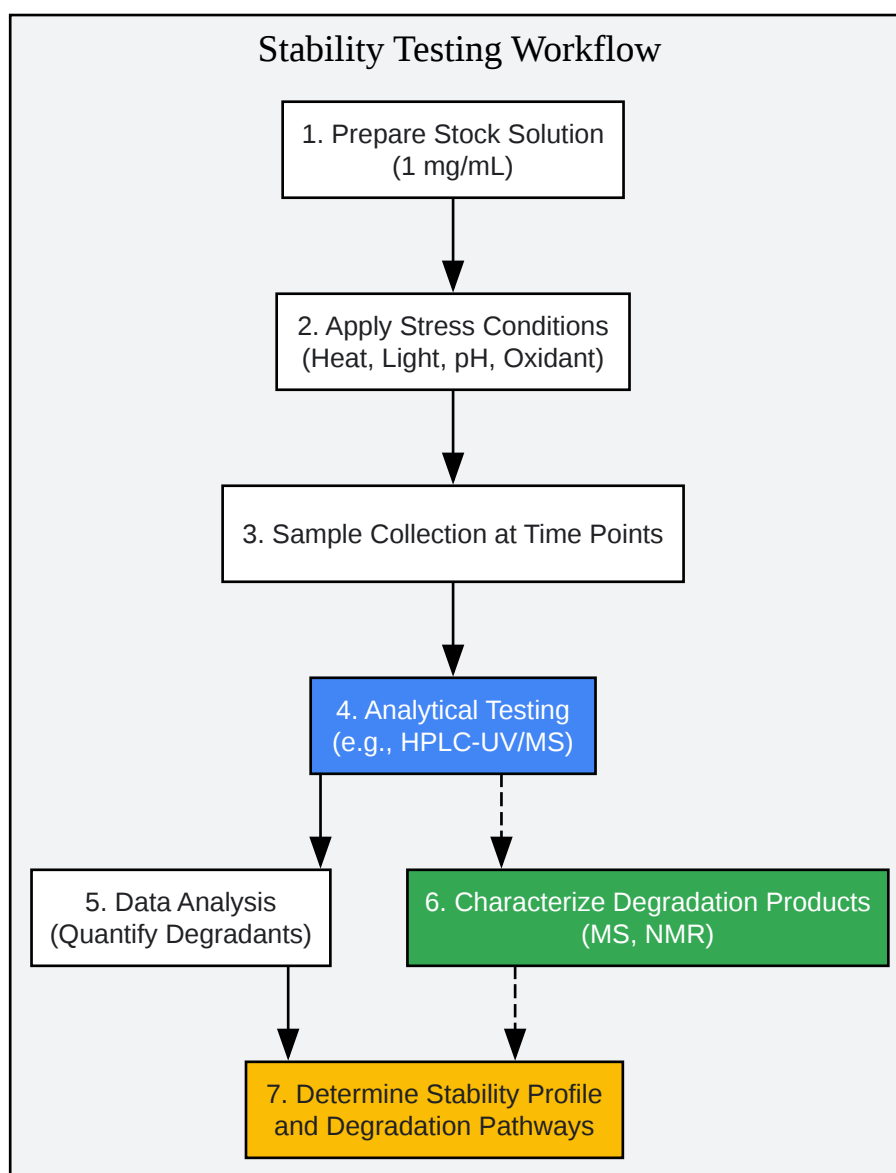 Stability Testing Workflow
1. Prepare Stock Solution
(1 mg/mL)
2. Apply Stress Conditions
(Heat, Light, pH, Oxidant)
3. Sample Collection at Time Points
4. Analytical Testing
(e.g., HPLC-UV/MS)
5. Data Analysis
(Quantify Degradants)
6. Characterize Degradation Products
(MS, NMR)
7. Determine Stability Profile
and Degradation Pathways